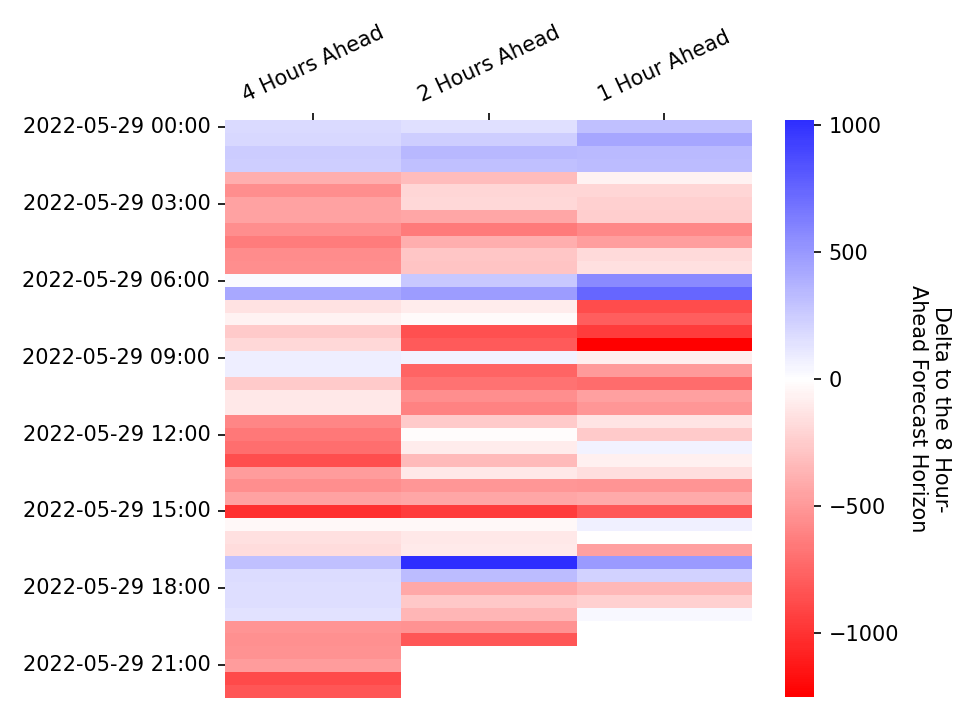 4 Hours Ahead
2 Hours Ahead
1 Hour Ahead
2022-05-29 00:00
2022-05-29 03:00
2022-05-29 06:00
2022-05-29 09:00
2022-05-29 12:00
2022-05-29 15:00
2022-05-29 18:00
2022-05-29 21:00
1000
500
0
−500
−1000
Delta to the 8 Hour-
Ahead Forecast Horizon